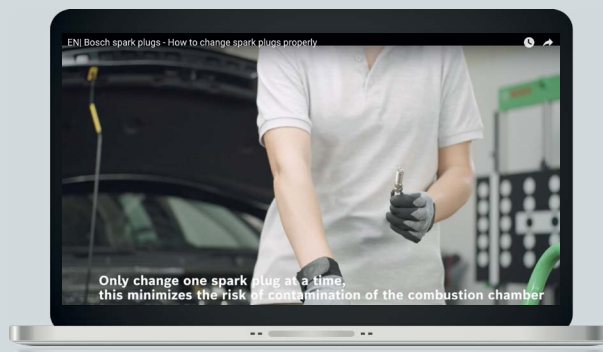 EN| Bosch spark plugs - How to change spark plugs properly
Only change one spark plug at a time,
this minimizes the risk of contamination of the combustion chamber